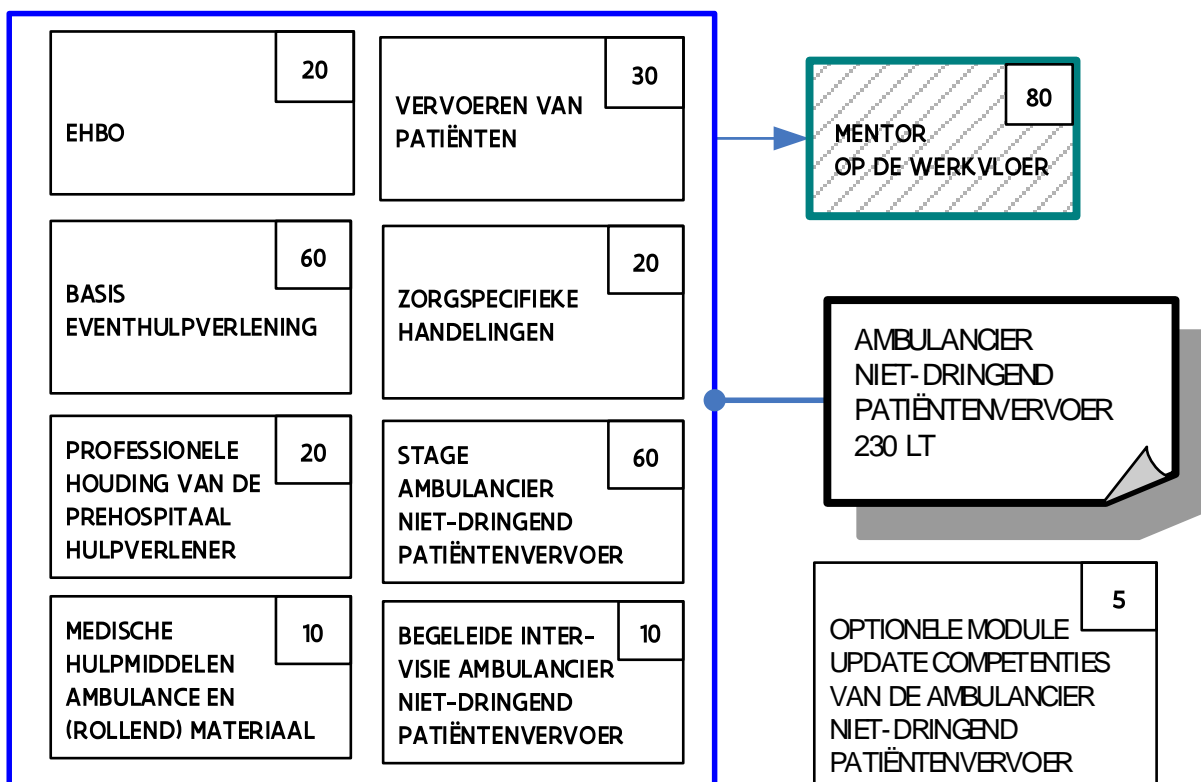 20
EHBO
30
VERVOEREN VAN
PATIËNTEN
80
MENTOR
OP DE WERKVLOER
60
BASIS
EVENTHULPVERLENING
20
ZORGSPECIFIEKE
HANDELINGEN
AMBULANCIER
NIET-DRINGEND
PATIËNTENVERVOER
230 LT
20
PROFESSIONELE
HOUDING VAN DE
PREHOSPITAAL
HULPVERLENER
60
STAGE
AMBULANCIER
NIET-DRINGEND
PATIËNTENVERVOER
10
MEDISCHE
HULPMIDDELEN
AMBULANCE EN
(ROLLEND) MATERIAAL
10
BEGELEIDE INTER-
VISIE AMBULANCIER
NIET-DRINGEND
PATIËNTENVERVOER
5
OPTIONELE MODULE
UPDATE COMPETENTIES
VAN DE AMBULANCIER
NIET-DRINGEND
PATIËNTENVERVOER